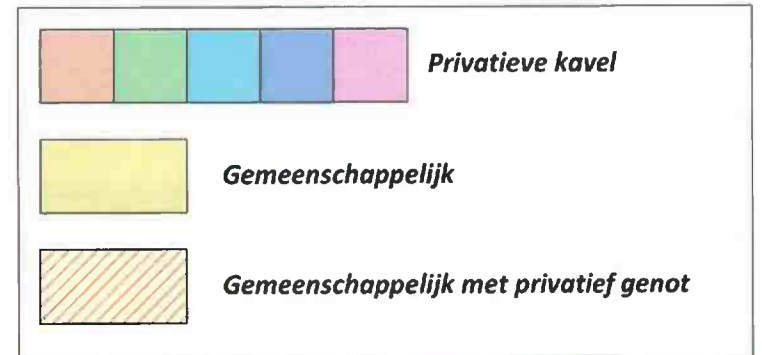 Privatieve kavel
Gemeenschappelijk
Gemeenschappelijk met privatief genot